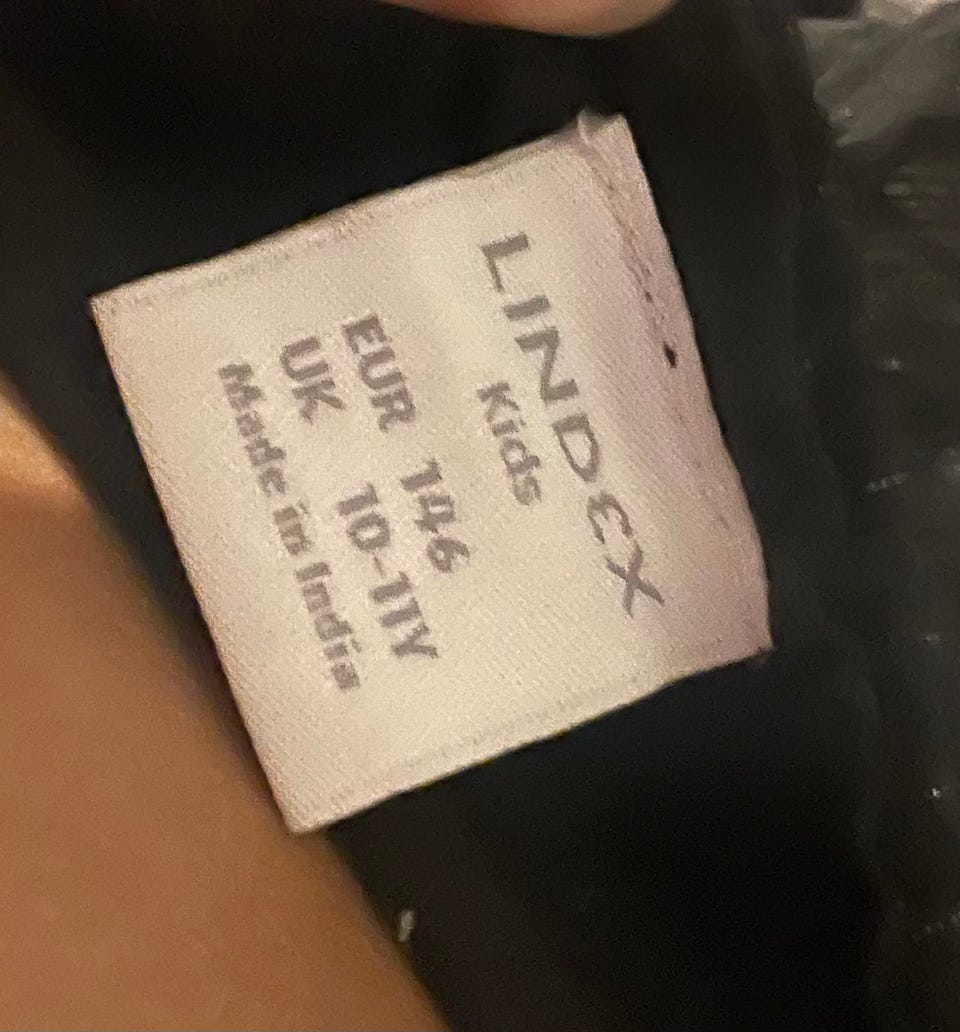 LINDEX
Kids
EUR 146
UK 10-11Y
Made in India